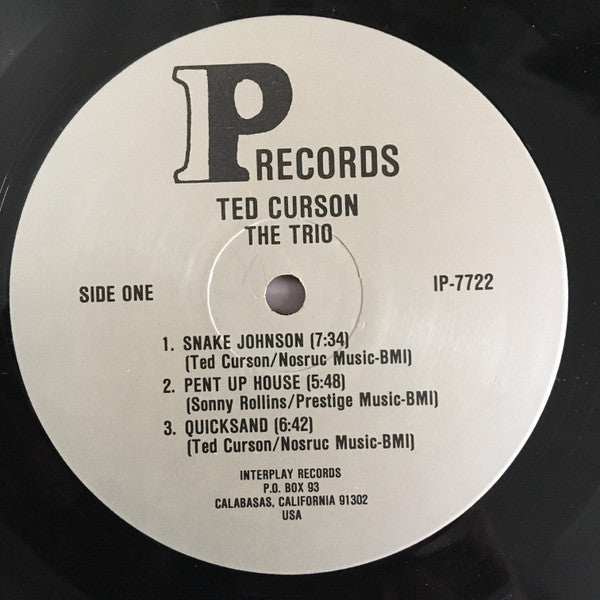 IP RECORDS
TED CURSON
THE TRIO
SIDE ONE
IP-7722
1. SNAKE JOHNSON (7:34)
(Ted Curson/Nosruc Music-BMI)
2. PENT UP HOUSE (5:48)
(Sonny Rollins/Prestige Music-BMI)
3. QUICKSAND (6:42)
(Ted Curson/Nosruc Music-BMI)
INTERPLAY RECORDS
P.O. BOX 93
CALABASAS, CALIFORNIA 91302
USA